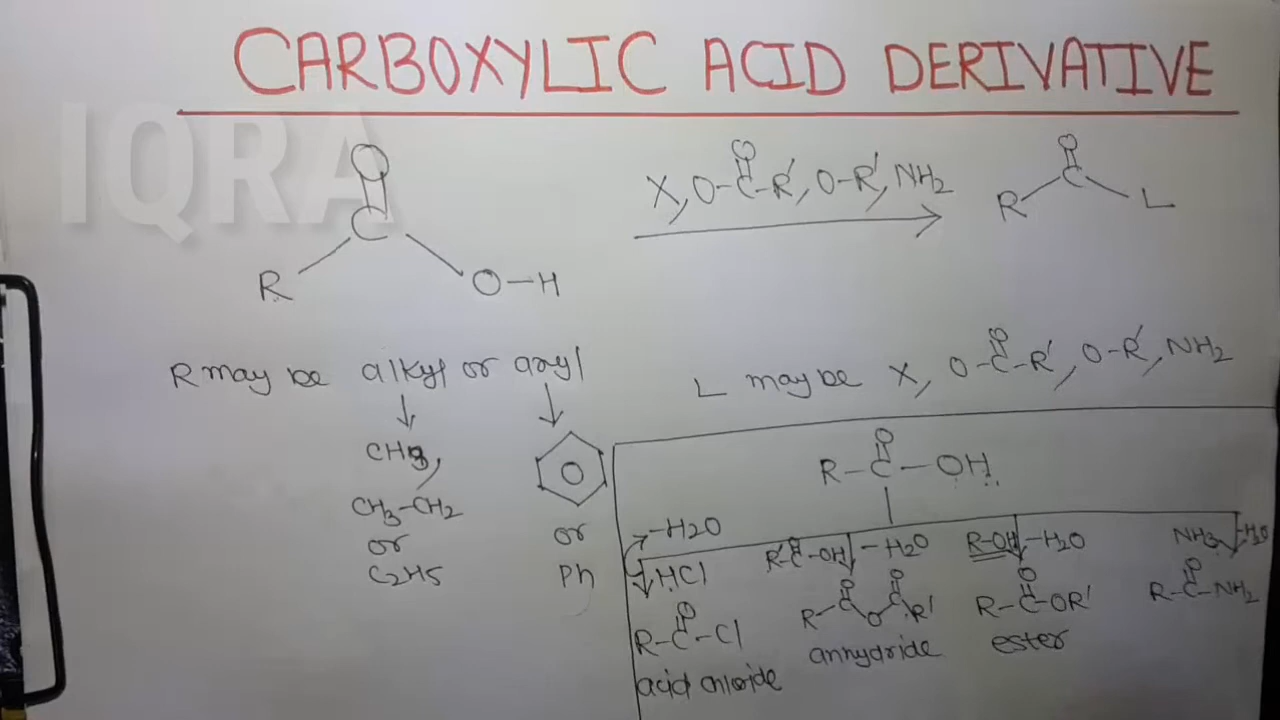 CARBOXYLIC ACID DERIVATIVE
IQRA
O
C
R
O-H
X, O-C-R', O-R', NH2
O
O
C
R
L
R may be alkyl or aryl
CH3,
CH3-CH2
or
C2H5
or
Ph
L may be X, O-C-R', O-R', NH2
O
O
R-C-OH
-H2O
HCl
O
R-C-Cl
acid chloride
R'-C-OH
O
-H2O
O O
R-C O C R'
anhydride
R-OH
-H2O
O
R-C-OR'
ester
NH3
-H2O
O
R-C-NH2